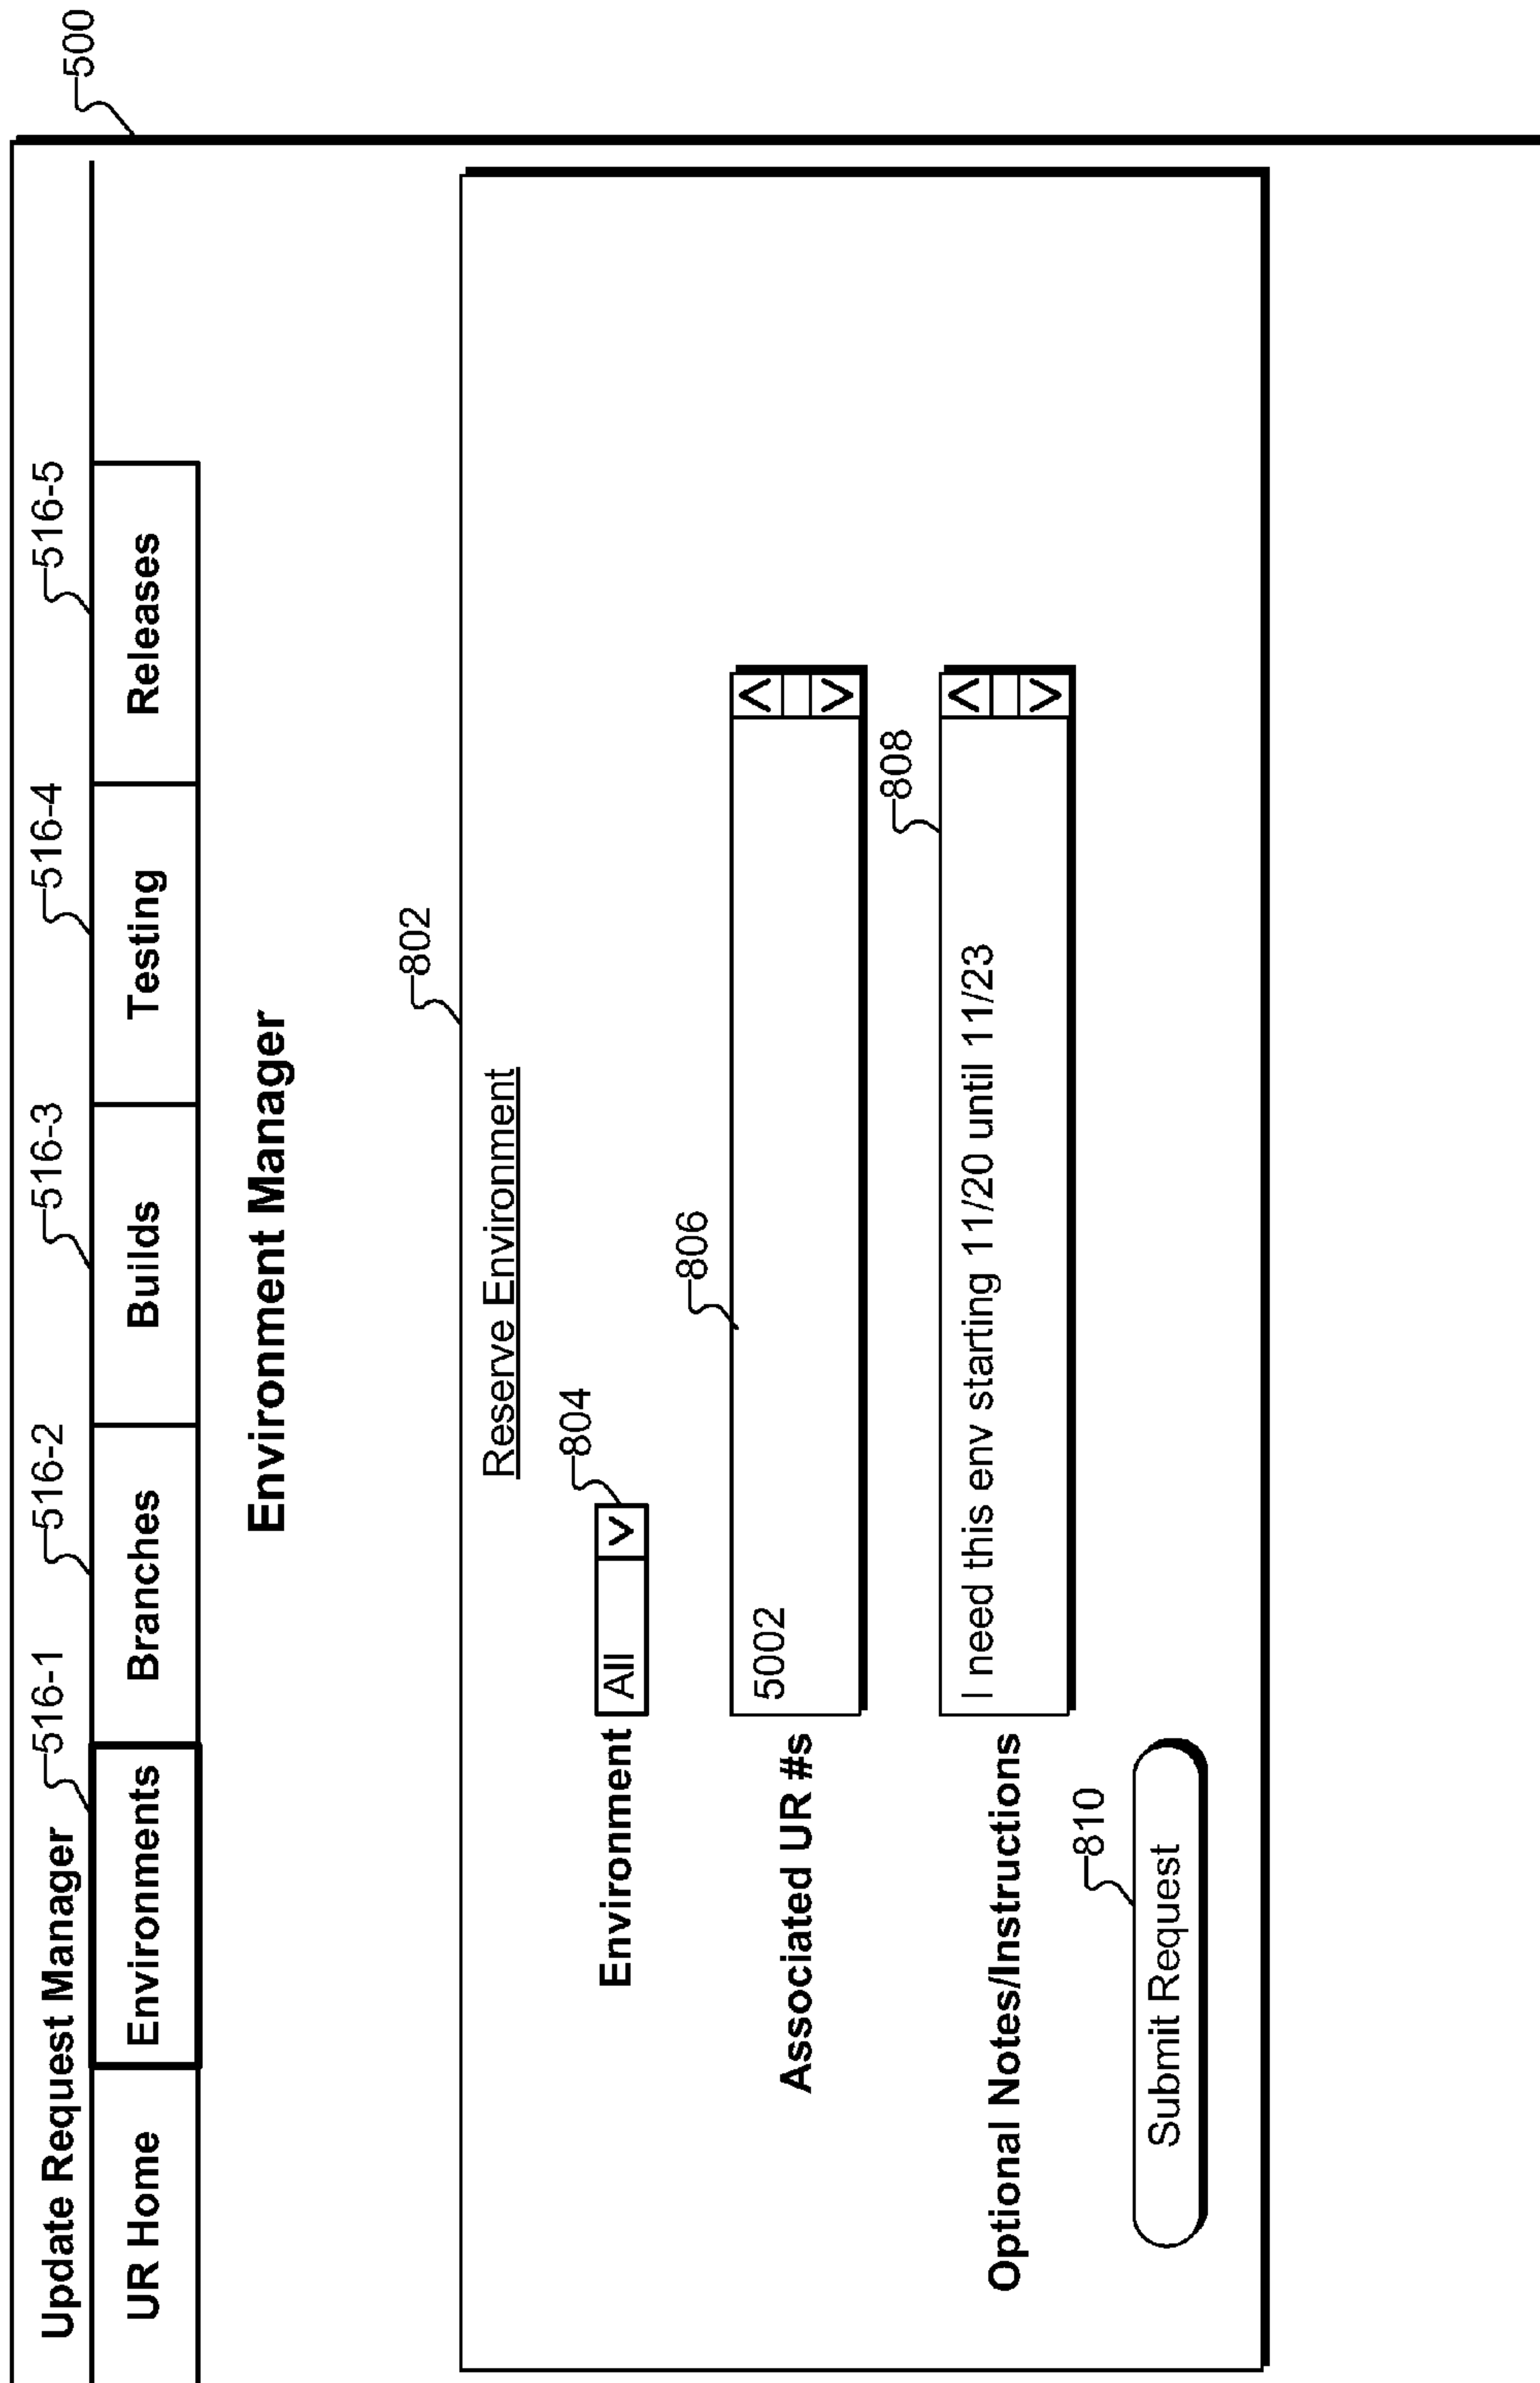 500
Update Request Manager
516-1
516-2
516-3
516-4
516-5
UR Home
Environments
Branches
Builds
Testing
Releases
Environment Manager
802
Reserve Environment
804
Environment All
806
Associated UR #s
5002
808
Optional Notes/Instructions
I need this env starting 11/20 until 11/23
810
Submit Request